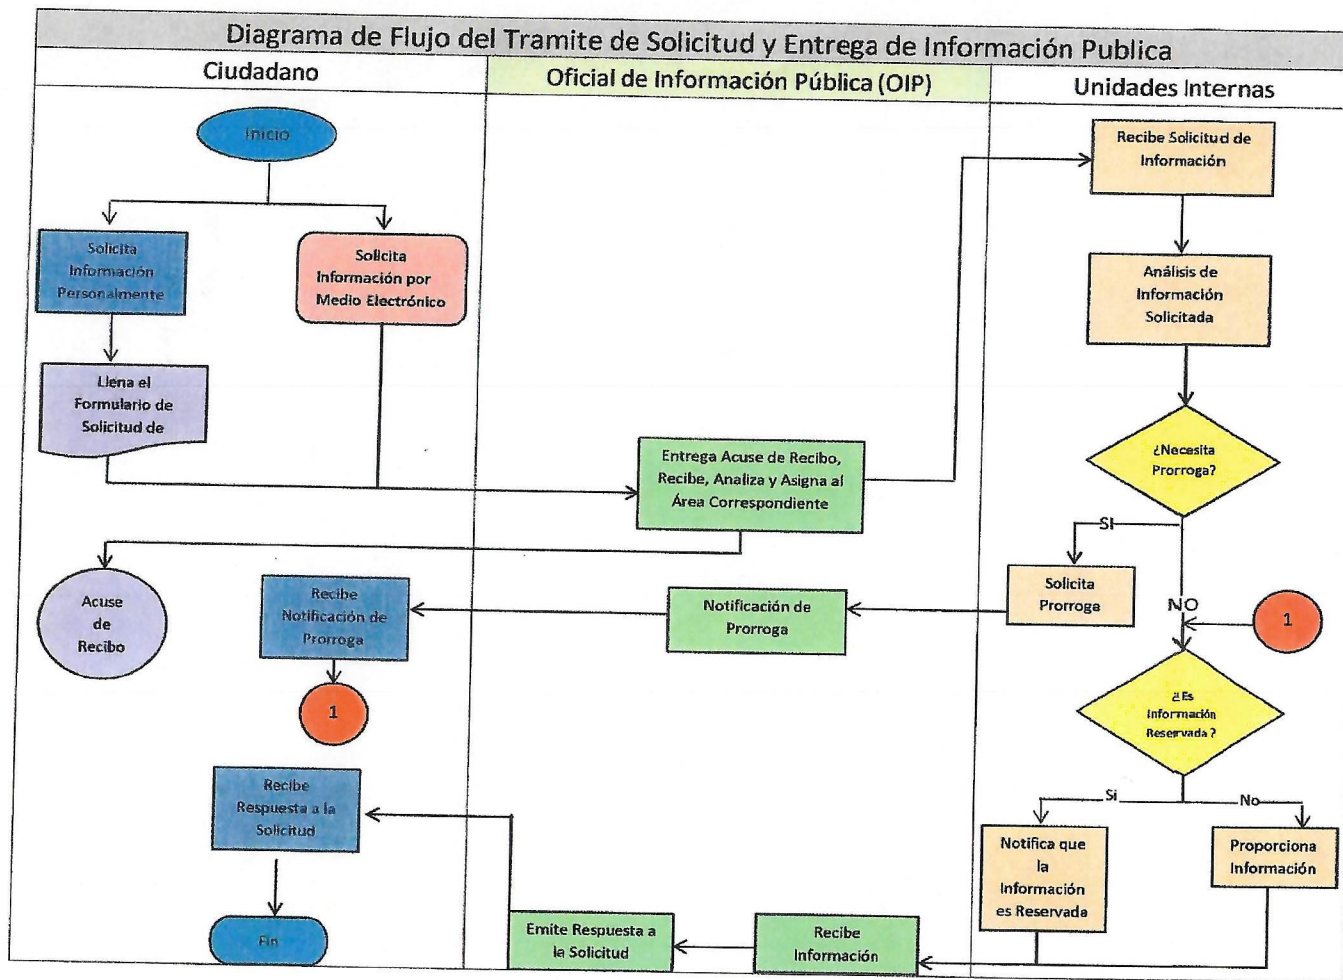 Diagrama de Flujo del Tramite de Solicitud y Entrega de Información Publica
Ciudadano
Oficial de Información Pública (OIP)
Unidades Internas
Inicio
Solicita
Información
Personalmente
Solicita
Información por
Medio Electrónico
Llena el
Formulario de
Solicitud de
Entrega Acuse de Recibo,
Recibe, Analiza y Asigna al
Área Correspondiente
Recibe Solicitud de
Información
Análisis de
Información
Solicitada
¿Necesita
Prorroga?
SI
NO
Solicita
Prorroga
1
Notificación de
Prorroga
Recibe
Notificación de
Prorroga
1
Acuse
de
Recibo
¿Es
Información
Reservada?
Si
No
Notifica que
la
Información
es Reservada
Proporciona
Información
Recibe
Información
Emite Respuesta a
la Solicitud
Recibe
Respuesta a la
Solicitud
Fin